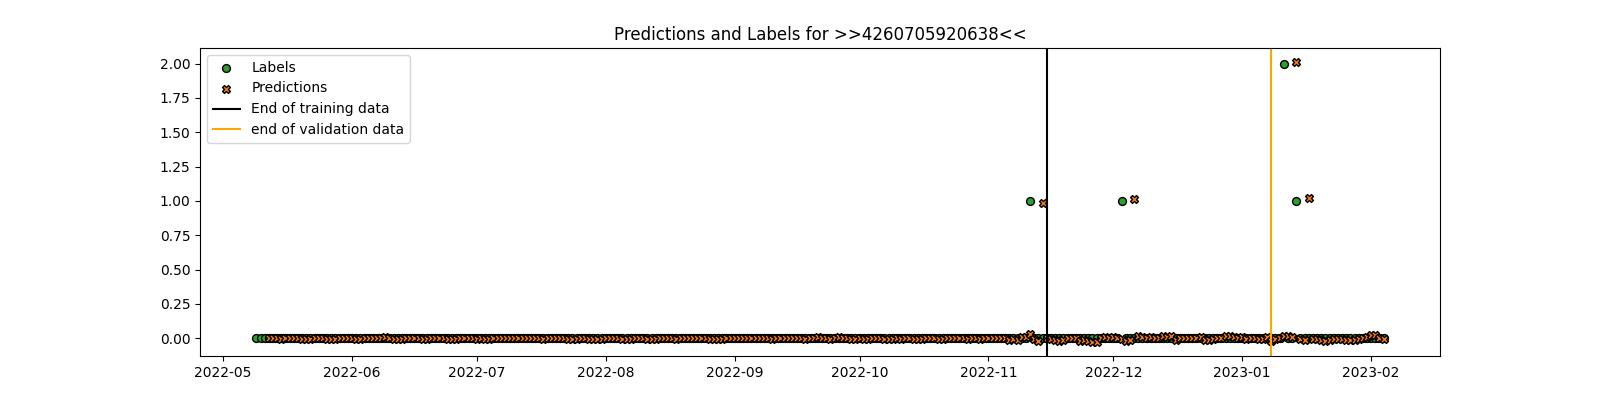 Predictions and Labels for >>4260705920638<<
Labels
Predictions
End of training data
end of validation data
2.00
1.75
1.50
1.25
1.00
0.75
0.50
0.25
0.00
2022-05 2022-06 2022-07 2022-08 2022-09 2022-10 2022-11 2022-12 2023-01 2023-02